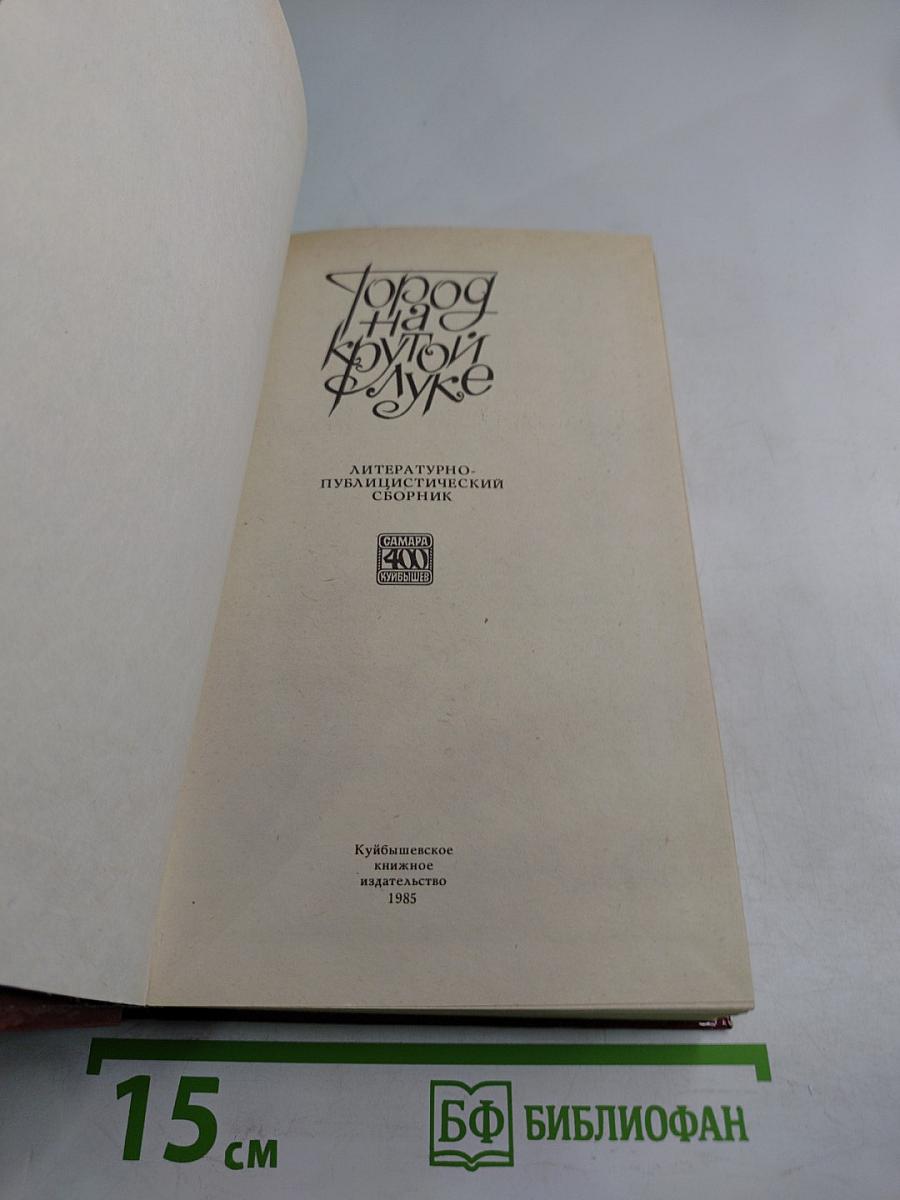 Город
на
крутой
луке
ЛИТЕРАТУРНО-
ПУБЛИЦИСТИЧЕСКИЙ
СБОРНИК
САМАРА
400
КУЙБЫШЕВ
Куйбышевское
книжное
издательство
1985
15 см
БФ БИБЛИОФАН